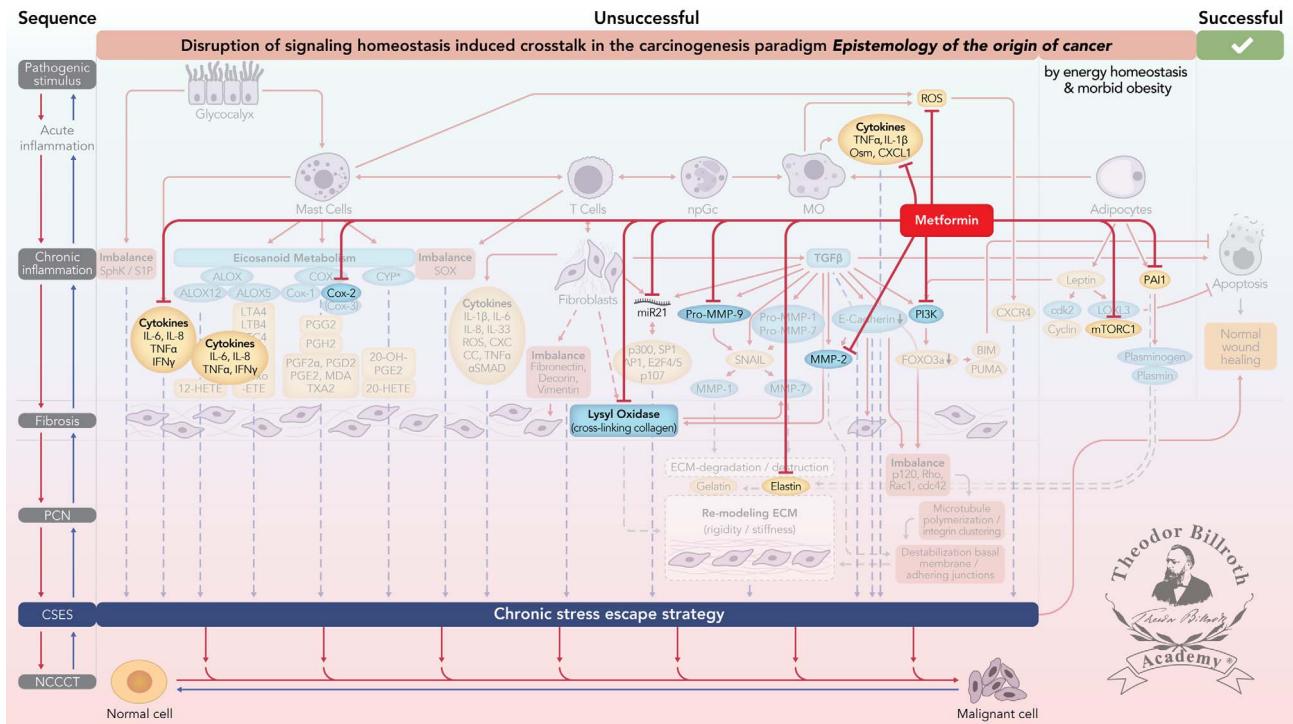 Sequence
Unsuccessful
Successful
Disruption of signaling homeostasis induced crosstalk in the carcinogenesis paradigm Epistemology of the origin of cancer
Pathogenic
stimulus
by energy homeostasis
& morbid obesity
Glycocalyx
ROS
Acute
inflammation
Cytokines
TNFα, IL-1β
Osm, CXCL1
Mast Cells
T Cells
npGc
MO
Adipocytes
Metformin
Chronic
inflammation
Imbalance
SphK / S1P
Eicosanoid Metabolism
ALOX
COX
CYP*
ALOX12
ALOX5
Cox-1
Cox-2
(Cox-3)
Imbalance
SOX
Fibroblasts
TGFβ
Leptin
PAI1
Apoptosis
Cytokines
IL-6, IL-8
TNFα
IFNγ
Cytokines
IL-6, IL-8
TNFα, IFNγ
LTA4
LTB4
12-HETE
-ETE
PGG2
PGH2
PGF2α, PGD2
PGE2, MDA
TXA2
20-OH-
PGE2
20-HETE
Cytokines
IL-1β, IL-6
IL-8, IL-33
ROS, CXC
CC, TNFα
αSMAD
Imbalance
Fibronectin,
Decorin,
Vimentin
miR21
p300, SP1
AP1, E2F4/5
p107
Pro-MMP-9
Pro-MMP-1
Pro-MMP-2
E-Cadherin
PI3K
CXCR4
cdk2
LOXL3
Cyclin
mTORC1
SNAIL
MMP-2
FOXO3a
BIM
PUMA
Plasminogen
Plasmin
Normal
wound
healing
MMP-1
MMP-7
Fibrosis
Lysyl Oxidase
(cross-linking collagen)
ECM-degradation / destruction
Gelatin
Elastin
Imbalance
p120, Rho,
Rac1, cdc42
PCN
Re-modeling ECM
(rigidity / stiffness)
Microtubule
polymerization /
integrin clustering
Destabilization basal
membrane /
adhering junctions
CSES
Chronic stress escape strategy
NCCCT
Normal cell
Malignant cell
Theodor Billroth
Theodor Billroth
Academy®